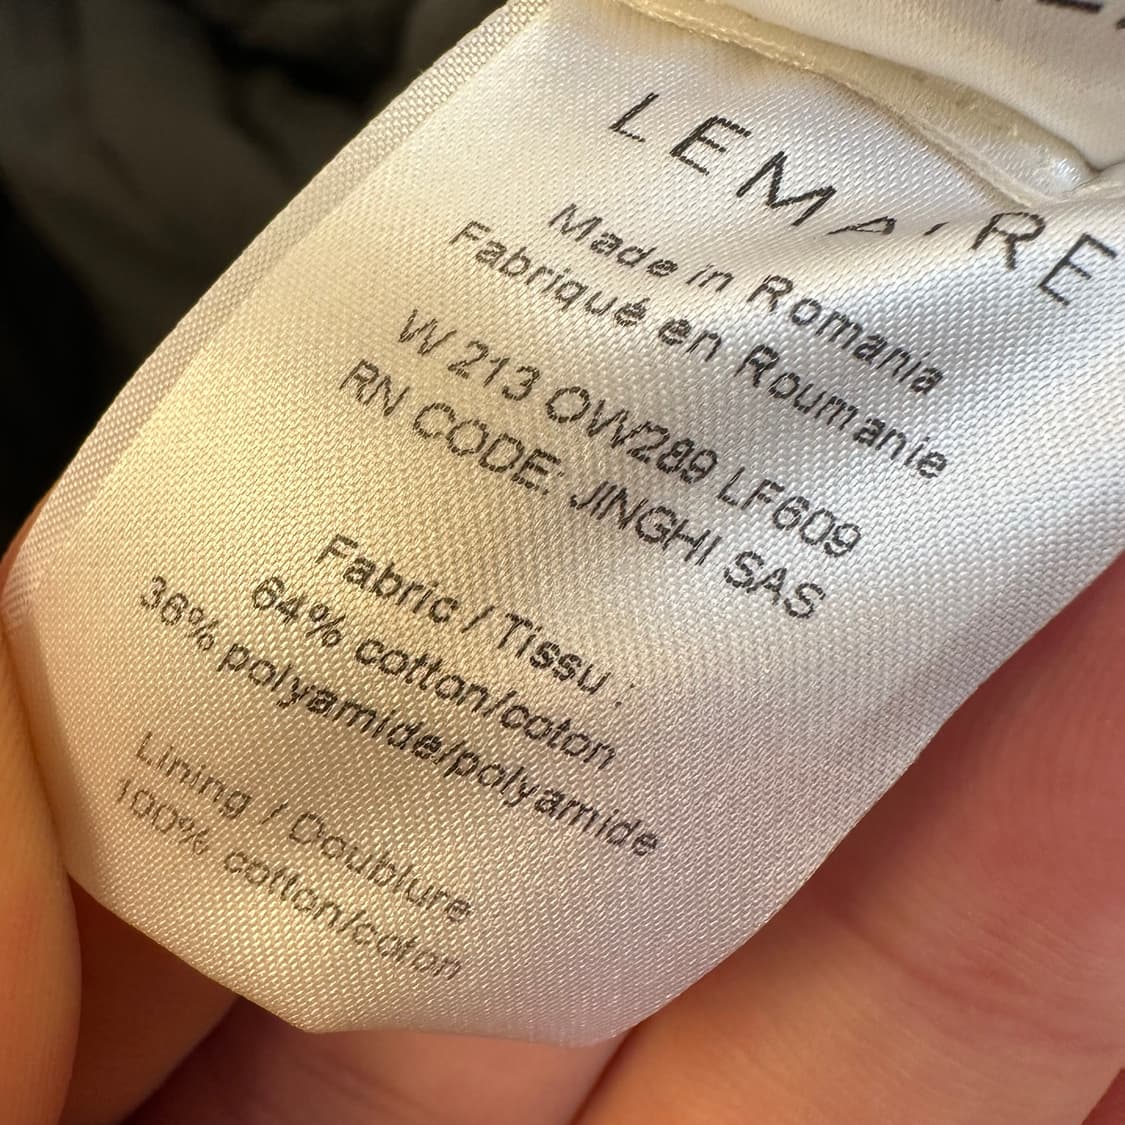 LEMAIRE
Made in Romania
Fabriqué en Roumanie
W 213 OW289 LF609
RN CODE: JINGHI SAS
Fabric / Tissu :
64% cotton/coton
36% polyamide/polyamide
Lining / Doublure
100% cotton/coton